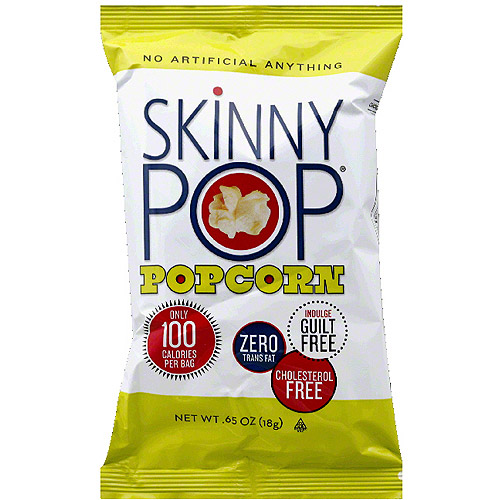 NO ARTIFICIAL ANYTHING
SKINNY
POP®
POPCORN
ONLY
100
CALORIES
PER BAG
ZERO
TRANS FAT
INDULGE
GUILT
FREE
CHOLESTEROL
FREE
NET WT .65 OZ (18g)